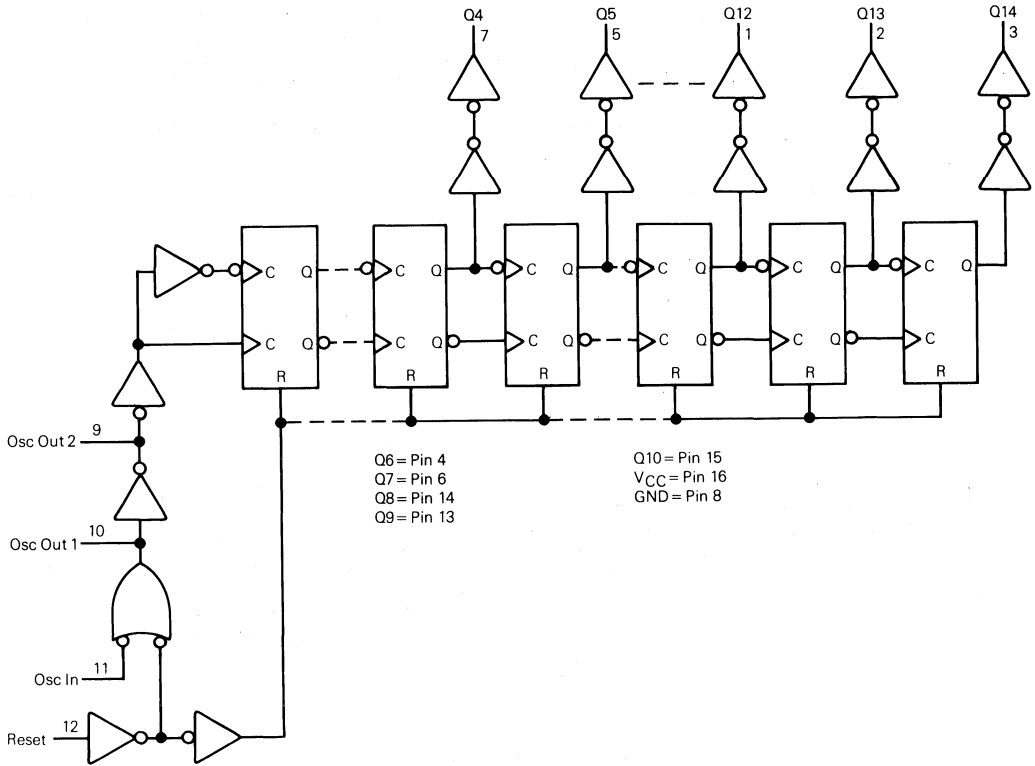 Q4 Q5 Q12 Q13 Q14
7 5 1 2 3
C Q C Q C Q C Q C Q C Q
C Q C Q C Q C Q C Q C Q
R R R R R R
Osc Out 2 9
Q6 = Pin 4
Q7 = Pin 6
Q8 = Pin 14
Q9 = Pin 13
Q10 = Pin 15
VCC = Pin 16
GND = Pin 8
Osc Out 1 10
Osc In 11
Reset 12